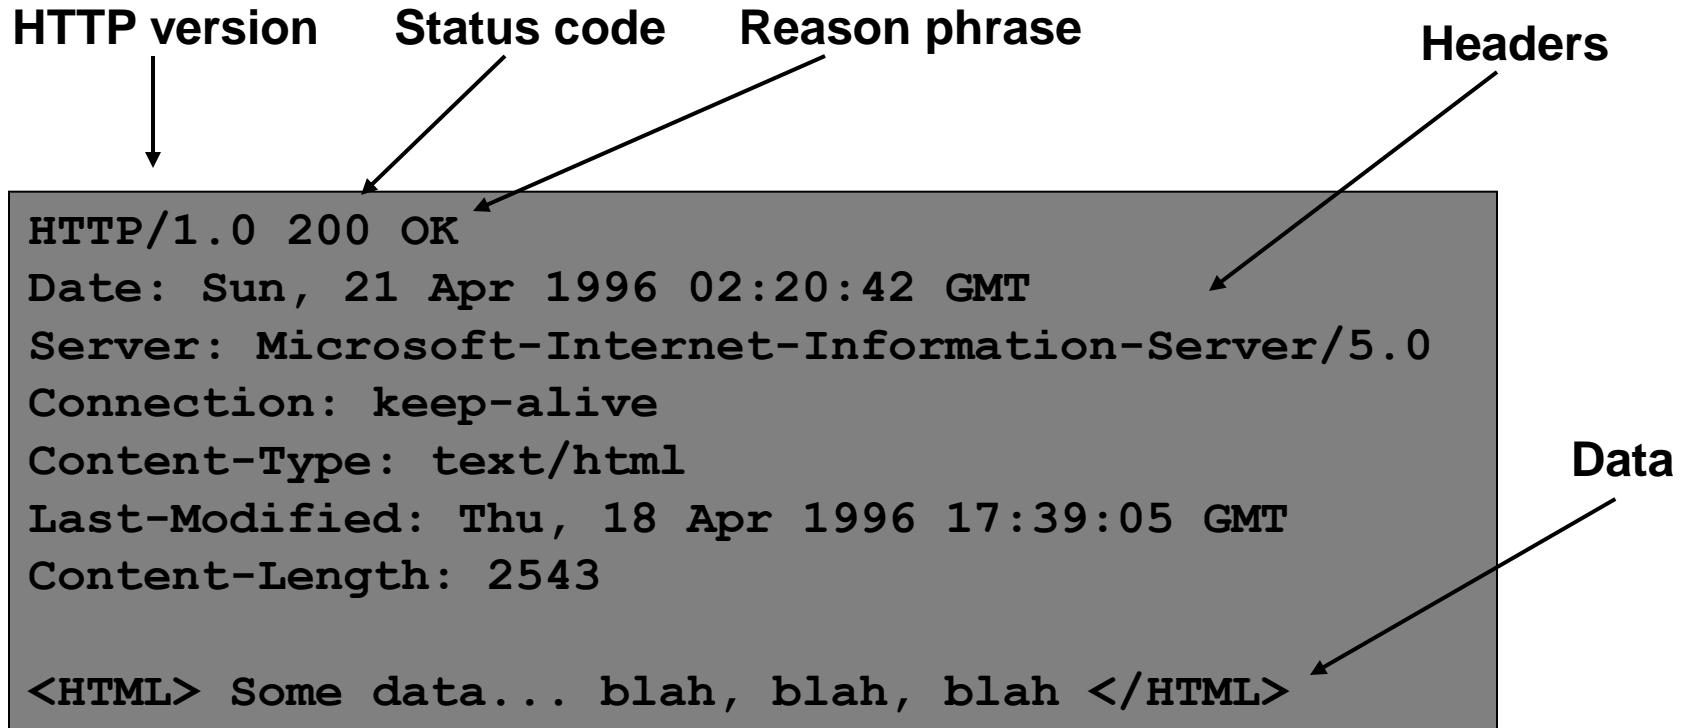 HTTP version Status code Reason phrase Headers
HTTP/1.0 200 OK
Date: Sun, 21 Apr 1996 02:20:42 GMT
Server: Microsoft-Internet-Information-Server/5.0
Connection: keep-alive
Content-Type: text/html
Data
Last-Modified: Thu, 18 Apr 1996 17:39:05 GMT
Content-Length: 2543
<HTML> Some data... blah, blah, blah </HTML>